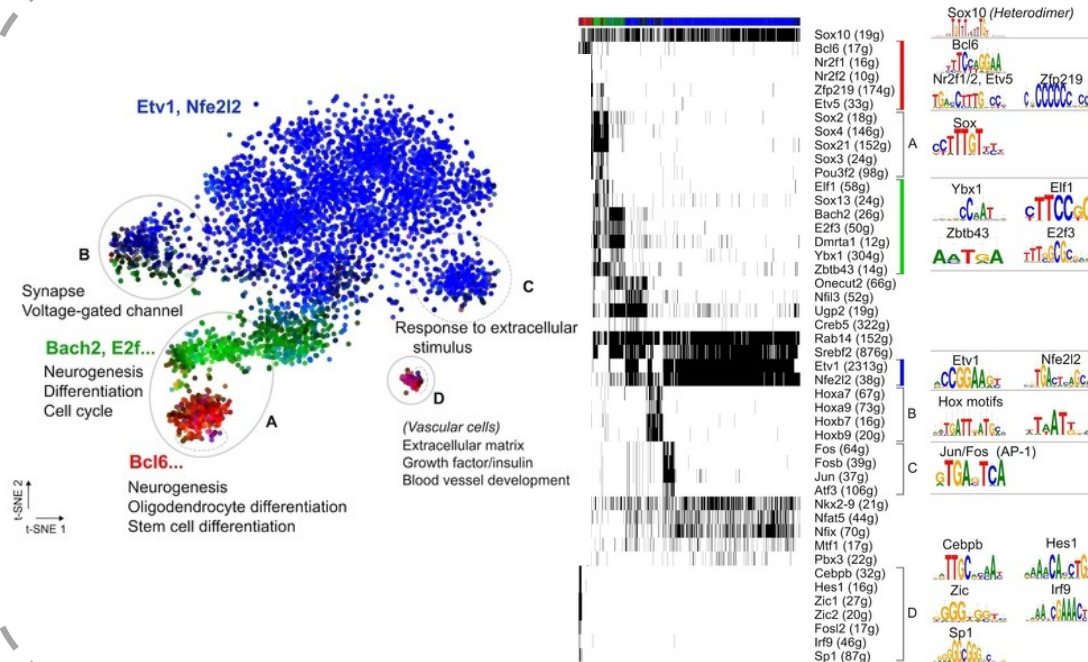 Etv1, Nfe2l2
B
Synapse
Voltage-gated channel
C
Response to extracellular
stimulus
Bach2, E2f...
Neurogenesis
Differentiation
Cell cycle
A
D
(Vascular cells)
Extracellular matrix
Growth factor/insulin
Blood vessel development
Bcl6...
Neurogenesis
Oligodendrocyte differentiation
Stem cell differentiation
t-SNE 2
t-SNE 1
Sox10 (19g)
Bcl6 (17g)
Nr2f1 (16g)
Nr2f2 (10g)
Zfp219 (174g)
Etv5 (33g)
Sox2 (18g)
Sox4 (146g)
Sox21 (152g)
Sox3 (24g)
Pou3f2 (98g)
Elf1 (58g)
Sox13 (24g)
Bach2 (26g)
E2f3 (50g)
Dmrta1 (12g)
Ybx1 (304g)
Zbtb43 (14g)
Onecut2 (66g)
Nfil3 (52g)
Ugp2 (19g)
Creb5 (322g)
Rab14 (152g)
Srebf2 (876g)
Etv1 (2313g)
Nfe2l2 (38g)
Hoxa7 (67g)
Hoxa9 (73g)
Hoxb7 (16g)
Hoxb9 (20g)
Fos (64g)
Fosb (39g)
Jun (37g)
Atf3 (106g)
Nkx2-9 (21g)
Nfat5 (44g)
Nfix (70g)
Mtf1 (17g)
Pbx3 (22g)
Cebpb (32g)
Hes1 (16g)
Zic1 (27g)
Zic2 (20g)
Fosl2 (17g)
Irf9 (46g)
Sp1 (87g)
A
B
C
D
Sox10 (Heterodimer)
Bcl6
Nr2f1/2, Etv5 Zfp219
Sox
Ybx1 Elf1
Zbtb43 E2f3
Etv1 Nfe2l2
Hox motifs
Jun/Fos (AP-1)
Cebpb Hes1
Zic Irf9
Sp1